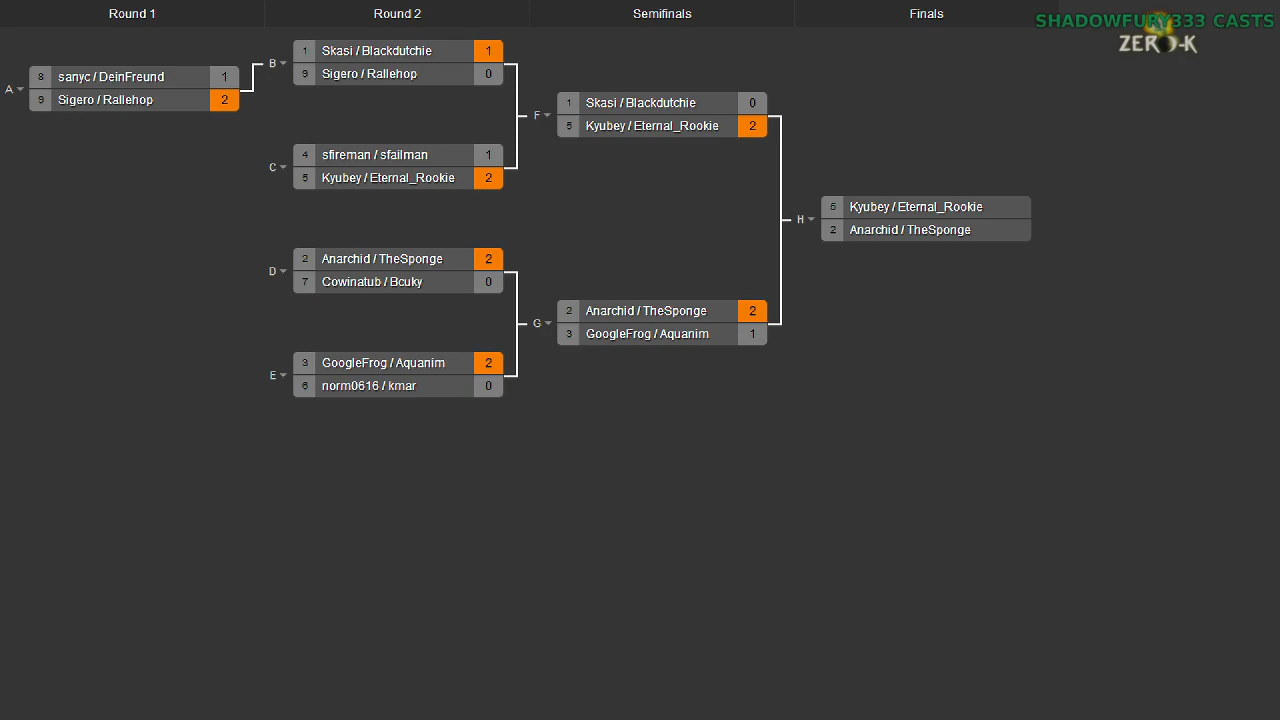 Round 1
Round 2
Semifinals
Finals
SHADOWFURY333 CASTS
ZERO-K
A
8 sanyc / DeinFreund 1
9 Sigero / Rallehop 2
B
1 Skasi / Blackdutchie 1
9 Sigero / Rallehop 0
C
4 sfireman / sfailman 1
5 Kyubey / Eternal_Rookie 2
D
2 Anarchid / TheSponge 2
7 Cowinatub / Bcuky 0
E
3 GoogleFrog / Aquanim 2
6 norm0616 / kmar 0
F
1 Skasi / Blackdutchie 0
5 Kyubey / Eternal_Rookie 2
G
2 Anarchid / TheSponge 2
3 GoogleFrog / Aquanim 1
H
5 Kyubey / Eternal_Rookie
2 Anarchid / TheSponge